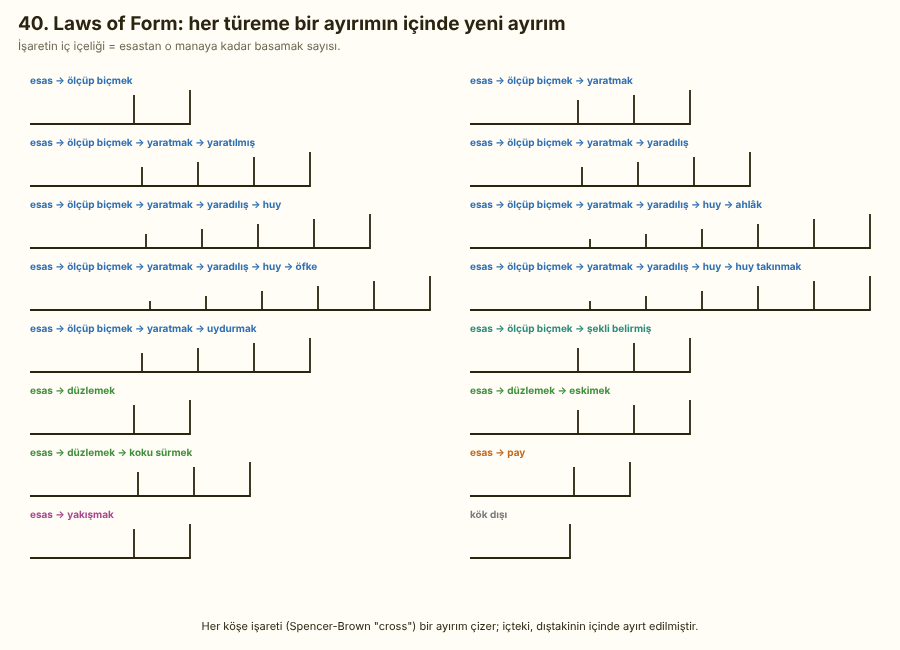 40. Laws of Form: her türeme bir ayırımın içinde yeni ayırım
İşaretin iç içeliği = esastan o manaya kadar basamak sayısı.
esas → ölçüp biçmek
esas → ölçüp biçmek → yaratmak
esas → ölçüp biçmek → yaratmak → yaratılmış
esas → ölçüp biçmek → yaratmak → yaradılış
esas → ölçüp biçmek → yaratmak → yaradılış → huy
esas → ölçüp biçmek → yaratmak → yaradılış → huy → ahlâk
esas → ölçüp biçmek → yaratmak → yaradılış → huy → öfke
esas → ölçüp biçmek → yaratmak → yaradılış → huy → huy takınmak
esas → ölçüp biçmek → yaratmak → uydurmak
esas → ölçüp biçmek → şekli belirmiş
esas → düzlemek
esas → düzlemek → eskimek
esas → düzlemek → koku sürmek
esas → pay
esas → yakışmak
kök dışı
Her köşe işareti (Spencer-Brown "cross") bir ayırım çizer; içteki, dıştakinin içinde ayırt edilmiştir.